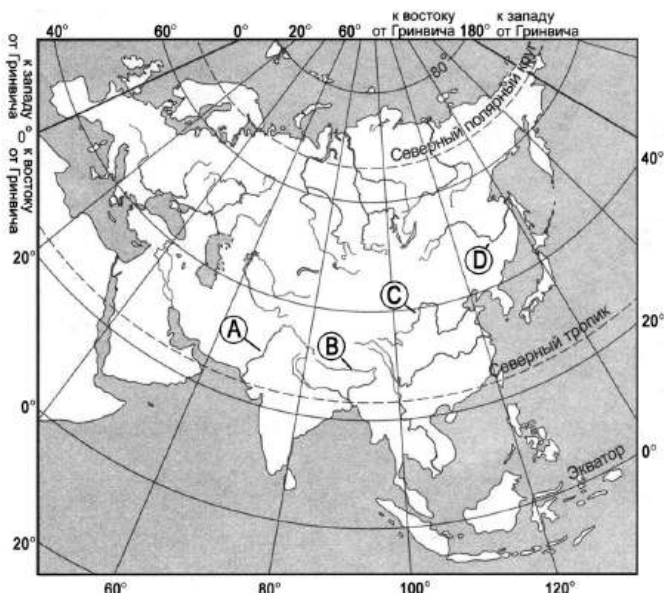 к востоку
от Гринвича
к западу
от Гринвича
40°
60°
0°
20°
40°
60°
180°
к западу °
от Гринвича
0°
к востоку
от Гринвича
80°
Северный полярный круг
40°
20°
D
C
A
B
20°
Северный тропик
0°
0°
Экватор
20°
60°
80°
100°
120°